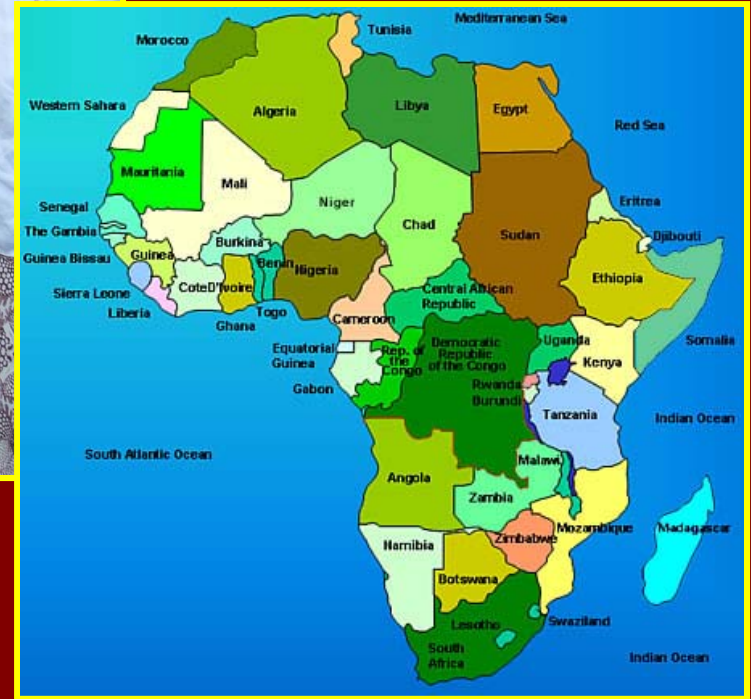 Mediterranean Sea
Tunisia
Morocco
Western Sahara
Algeria
Libya
Egypt
Red Sea
Mauritania
Mali
Niger
Chad
Sudan
Eritrea
Djibouti
Senegal
The Gambia
Guinea Bissau
Guinea
Burkina
Benin
Nigeria
Ethiopia
Sierra Leone
Liberia
CoteD'Ivoire
Ghana
Togo
Cameroon
Central African
Republic
Somalia
Equatorial
Guinea
Gabon
Rep. of
the
Congo
Democratic
Republic
of the Congo
Uganda
Kenya
Rwanda
Burundi
Tanzania
Indian Ocean
South Atlantic Ocean
Angola
Malawi
Zambia
Mozambique
Madagascar
Zimbabwe
Namibia
Botswana
Swaziland
Lesotho
South
Africa
Indian Ocean